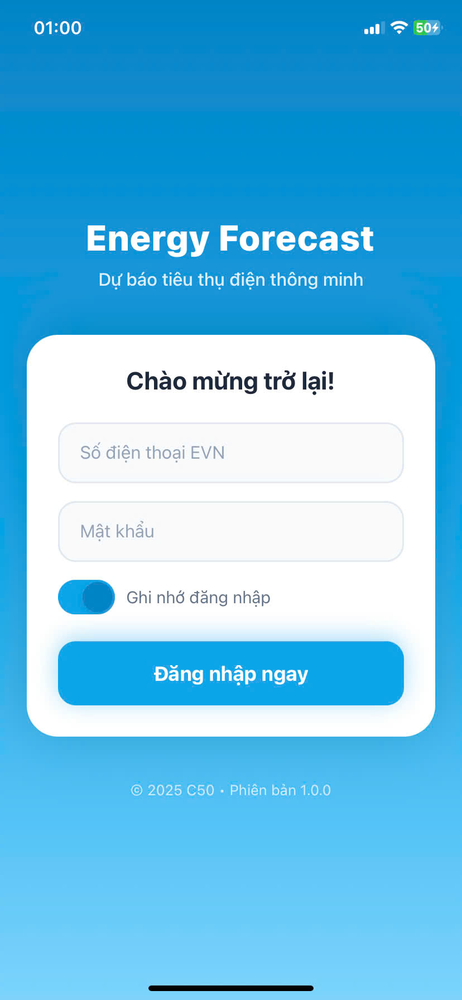 01:00
50
Energy Forecast
Dự báo tiêu thụ điện thông minh
Chào mừng trở lại!
Số điện thoại EVN
Mật khẩu
Ghi nhớ đăng nhập
Đăng nhập ngay
© 2025 C50 • Phiên bản 1.0.0